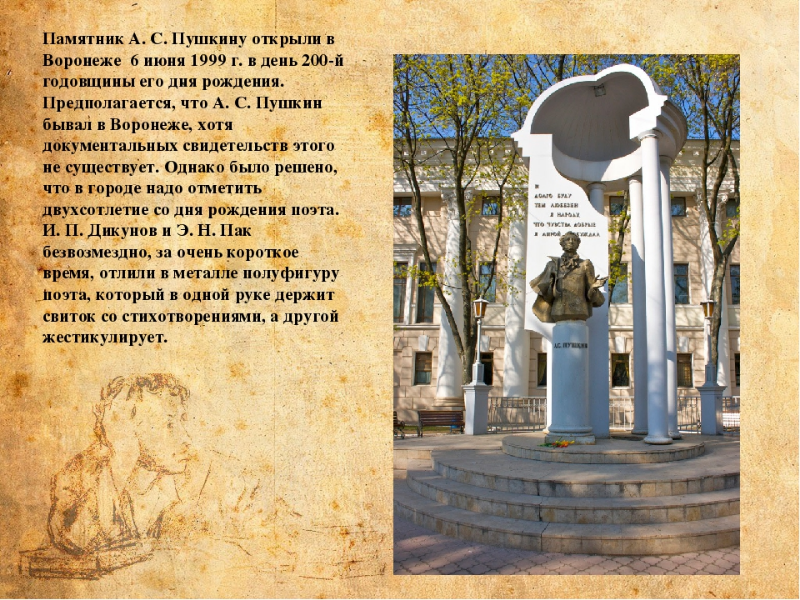 Памятник А. С. Пушкину открыли в
Воронеже 6 июня 1999 г. в день 200-й
годовщины его дня рождения.
Предполагается, что А. С. Пушкин
бывал в Воронеже, хотя
документальных свидетельств этого
не существует. Однако было решено,
что в городе надо отметить
двухсотлетие со дня рождения поэта.
И. П. Дикунов и Э. Н. Пак
безвозмездно, за очень короткое
время, отлили в металле полуфигуру
поэта, который в одной руке держит
свиток со стихотворениями, а другой
жестикулирует.
И
ДОЛГО БУДУ
ТЕМ ЛЮБЕЗЕН
Я НАРОДУ
ЧТО ЧУВСТВА ДОБРЫЕ
Я ЛИРОЙ
А.С. ПУШКИН